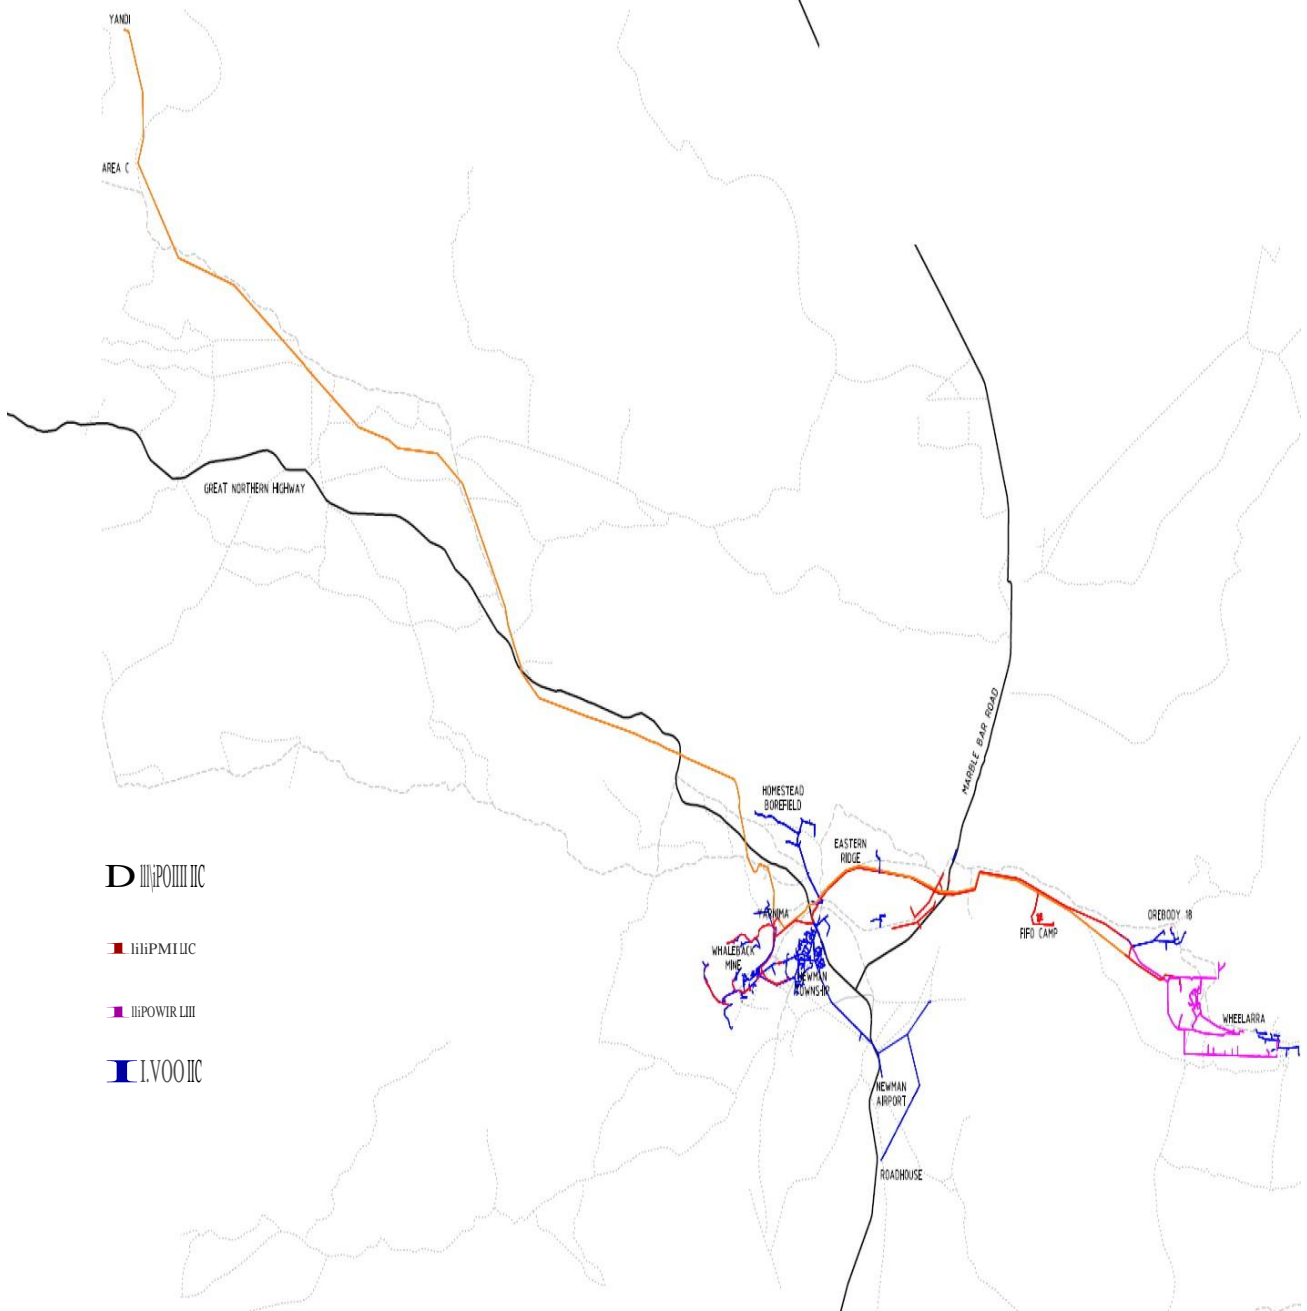 YANDI
AREA C
GREAT NORTHERN HIGHWAY
MARBLE BAR ROAD
HOMESTEAD
BOREFIELD
EASTERN
RIDGE
YARNIMA
OREBODY 18
FIFO CAMP
WHALEBACK
MINE
NEWMAN
TOWNSHIP
WHEELARRA
NEWMAN
AIRPORT
ROADHOUSE